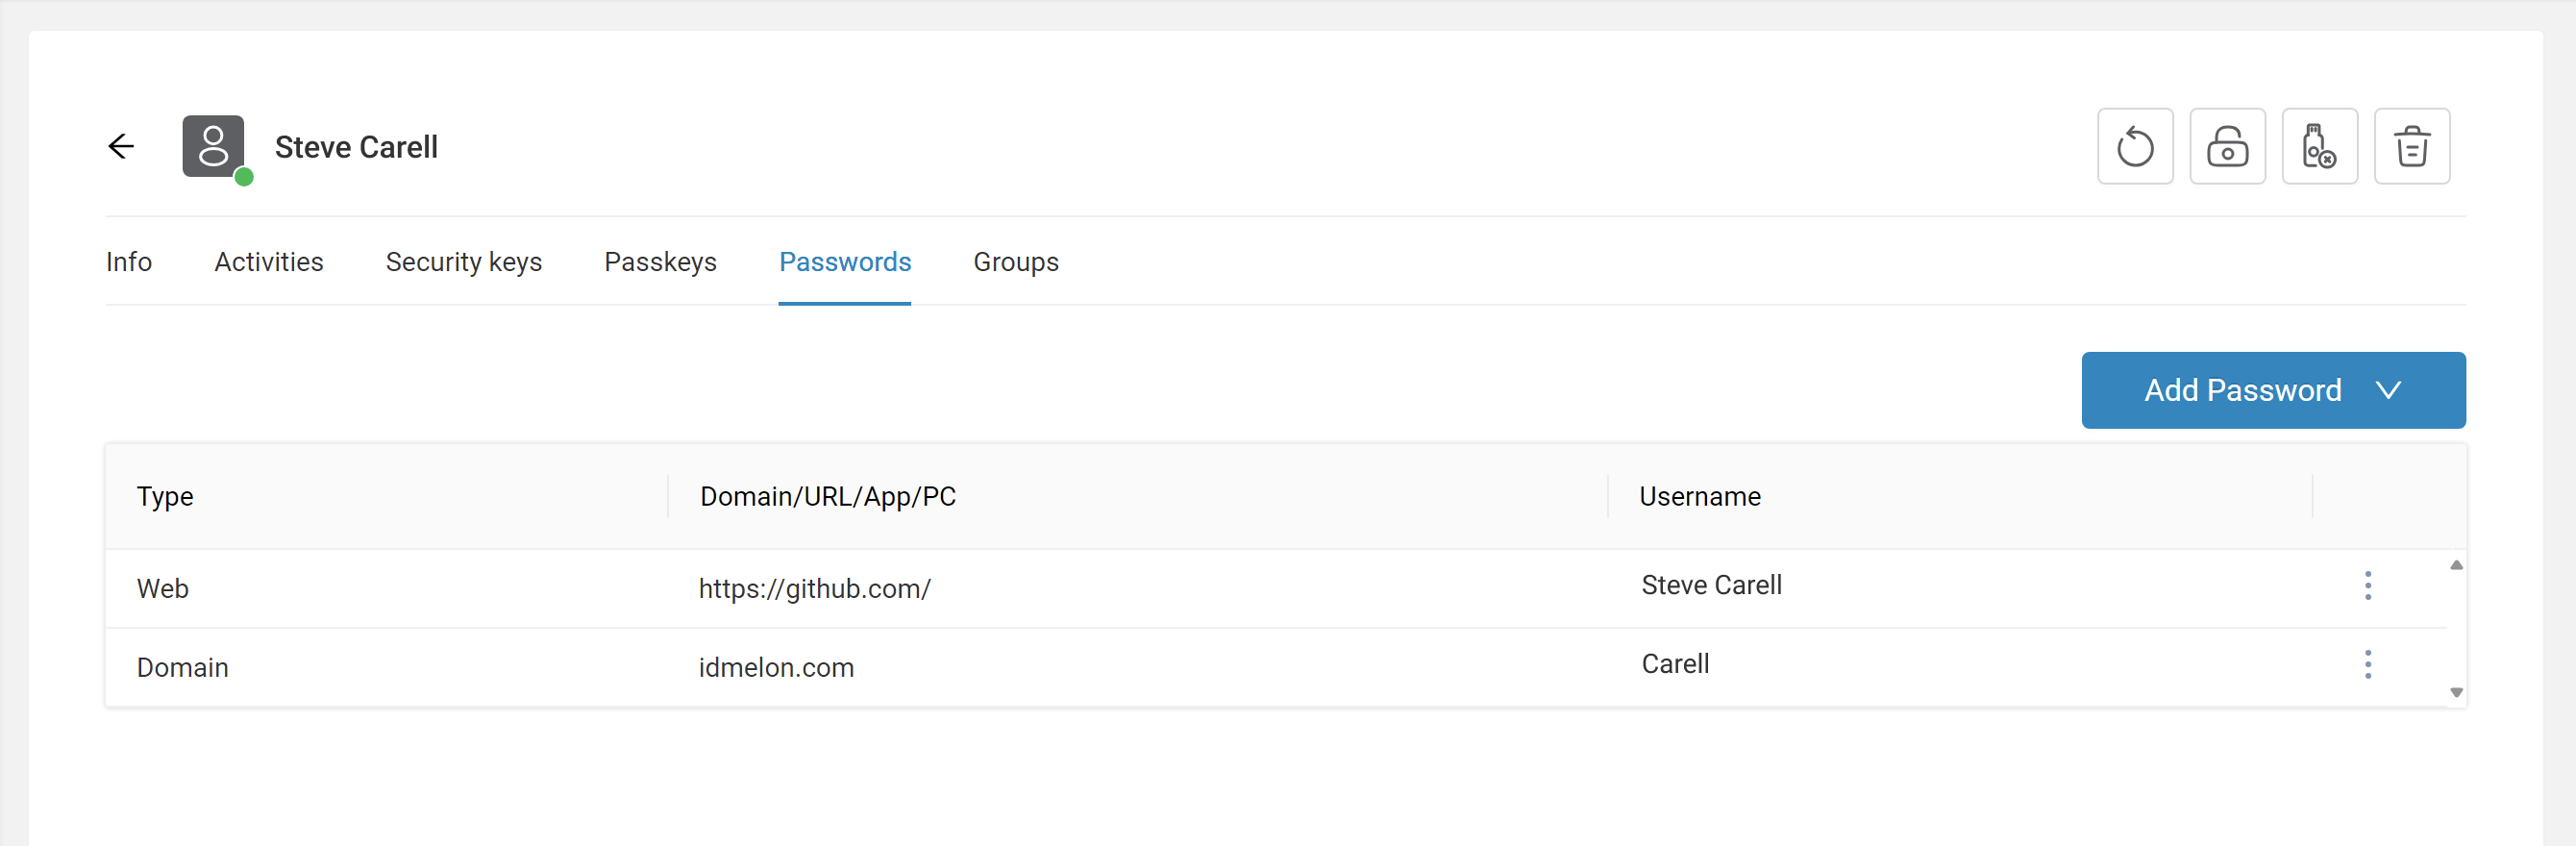 Steve Carell
Info Activities Security keys Passkeys Passwords Groups
Add Password
Type Domain/URL/App/PC Username
Web https://github.com/ Steve Carell
Domain idmelon.com Carell